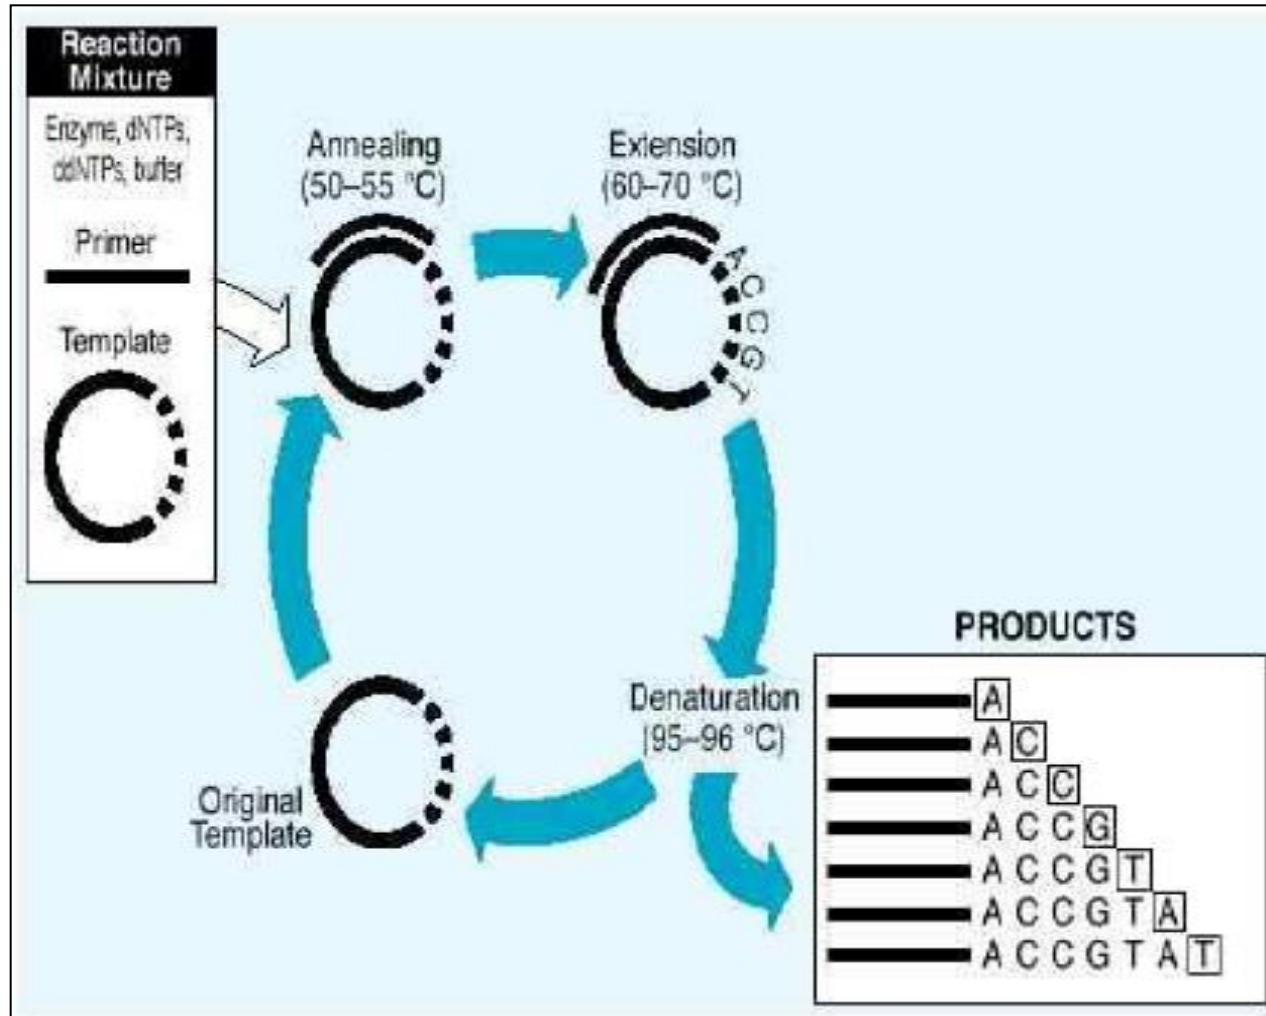 Reaction
Mixture
Enzyme, dNTPs,
ddNTPs, buffer
Primer
Template
Annealing
(50–55 °C)
Extension
(60–70 °C)
A
C
C
G
T
Denaturation
(95–96 °C)
Original
Template
PRODUCTS
A
A C
A C C
A C C G
A C C G T
A C C G T A
A C C G T A T